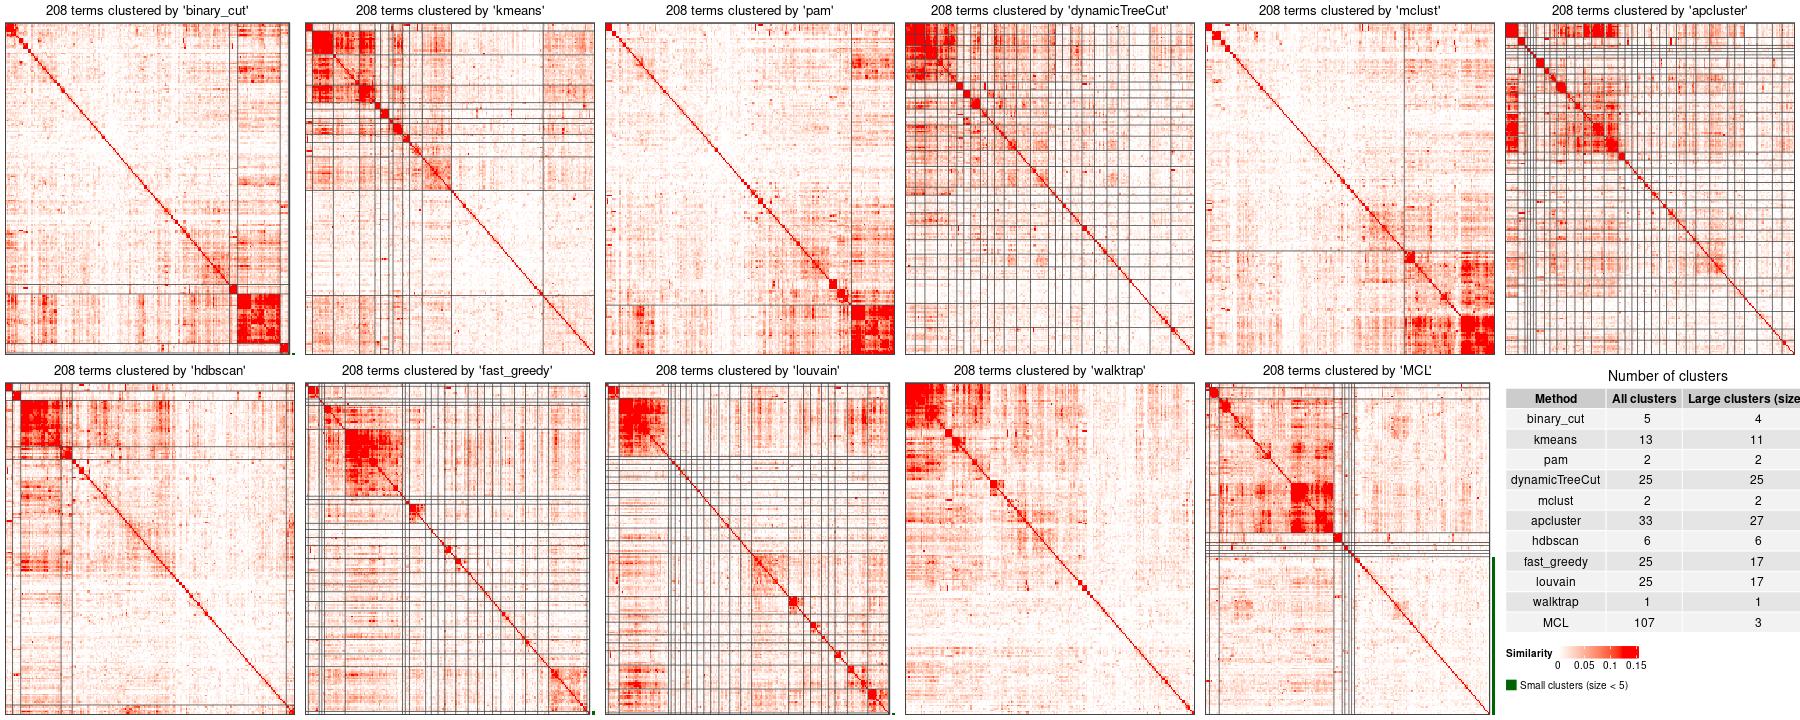 208 terms clustered by 'binary_cut'
208 terms clustered by 'kmeans'
208 terms clustered by 'pam'
208 terms clustered by 'dynamicTreeCut'
208 terms clustered by 'mclust'
208 terms clustered by 'apcluster'
208 terms clustered by 'hdbscan'
208 terms clustered by 'fast_greedy'
208 terms clustered by 'louvain'
208 terms clustered by 'walktrap'
208 terms clustered by 'MCL'
Number of clusters
Method All clusters Large clusters (size
binary_cut 5 4
kmeans 13 11
pam 2 2
dynamicTreeCut 25 25
mclust 2 2
apcluster 33 27
hdbscan 6 6
fast_greedy 25 17
louvain 25 17
walktrap 1 1
MCL 107 3
Similarity
0 0.05 0.1 0.15
Small clusters (size < 5)